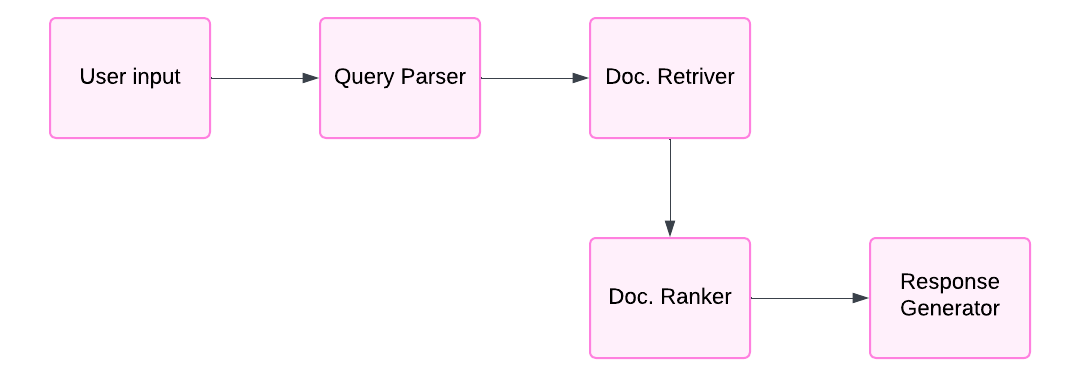 User input
Query Parser
Doc. Retriver
Doc. Ranker
Response
Generator